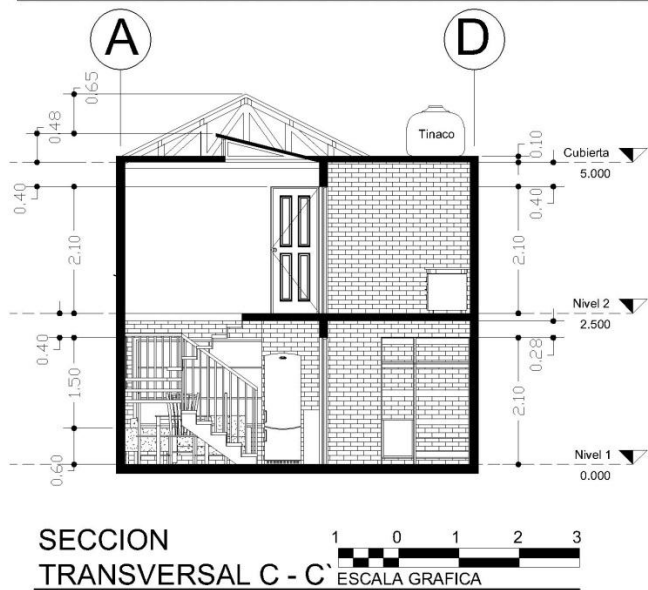 A
D
0.65
0.48
0.40
2.10
0.40
1.50
0.60
Tinaco
0.10
0.40
2.10
0.28
2.10
Cubierta
5.000
Nivel 2
2.500
Nivel 1
0.000
SECCION
TRANSVERSAL C - C`
1 0 1 2 3
ESCALA GRAFICA